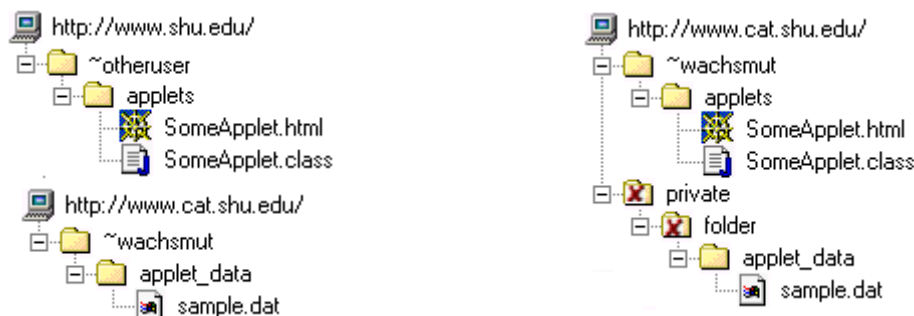 http://www.shu.edu/
~otheruser
applets
SomeApplet.html
SomeApplet.class
http://www.cat.shu.edu/
~wachsmut
applet_data
sample.dat
http://www.cat.shu.edu/
~wachsmut
applets
SomeApplet.html
SomeApplet.class
private
folder
applet_data
sample.dat